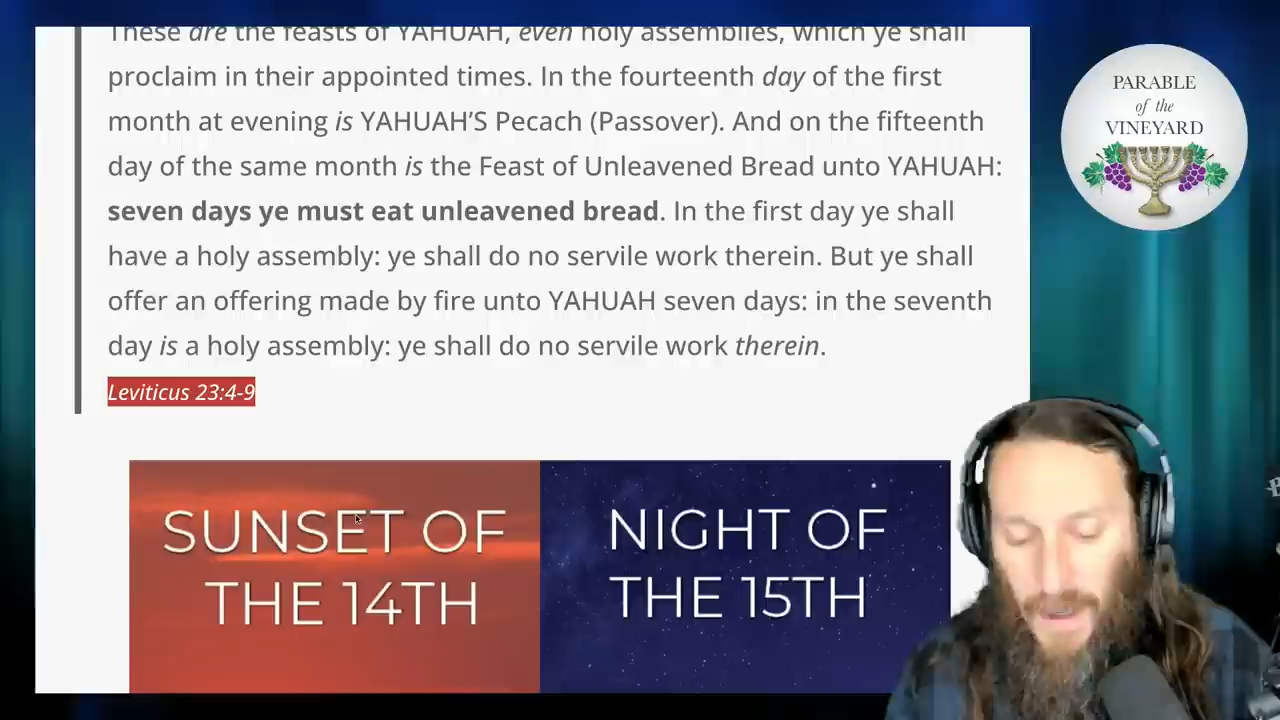 These are the feasts of YAHUAH, even holy assemblies, which ye shall
proclaim in their appointed times. In the fourteenth day of the first
month at evening is YAHUAH’S Pecach (Passover). And on the fifteenth
day of the same month is the Feast of Unleavened Bread unto YAHUAH:
seven days ye must eat unleavened bread. In the first day ye shall
have a holy assembly: ye shall do no servile work therein. But ye shall
offer an offering made by fire unto YAHUAH seven days: in the seventh
day is a holy assembly: ye shall do no servile work therein.
Leviticus 23:4-9
SUNSET OF
THE 14TH
NIGHT OF
THE 15TH
PARABLE
of the
VINEYARD